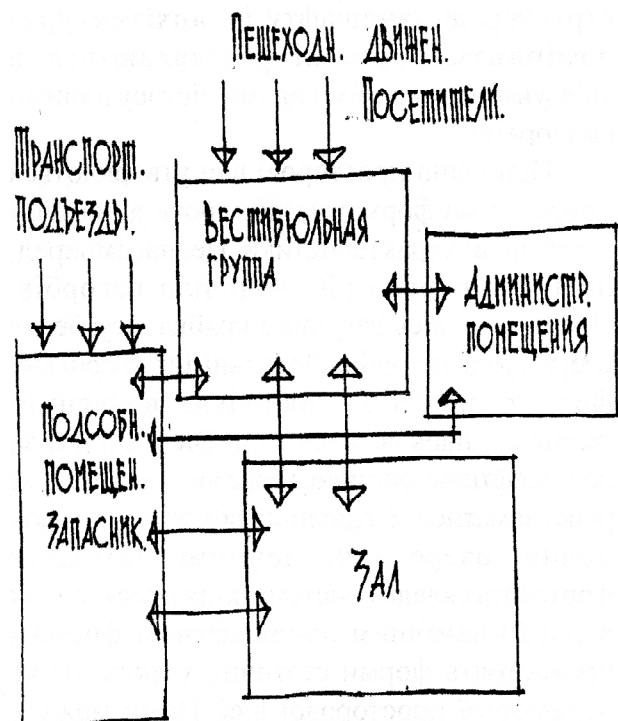 Пешеходн. движен.
Посетители.
Транспорт.
подъезды.
Вестибюльная
группа
Администр.
помещения
Подсобн.
помещен.
Запасник.
Зал